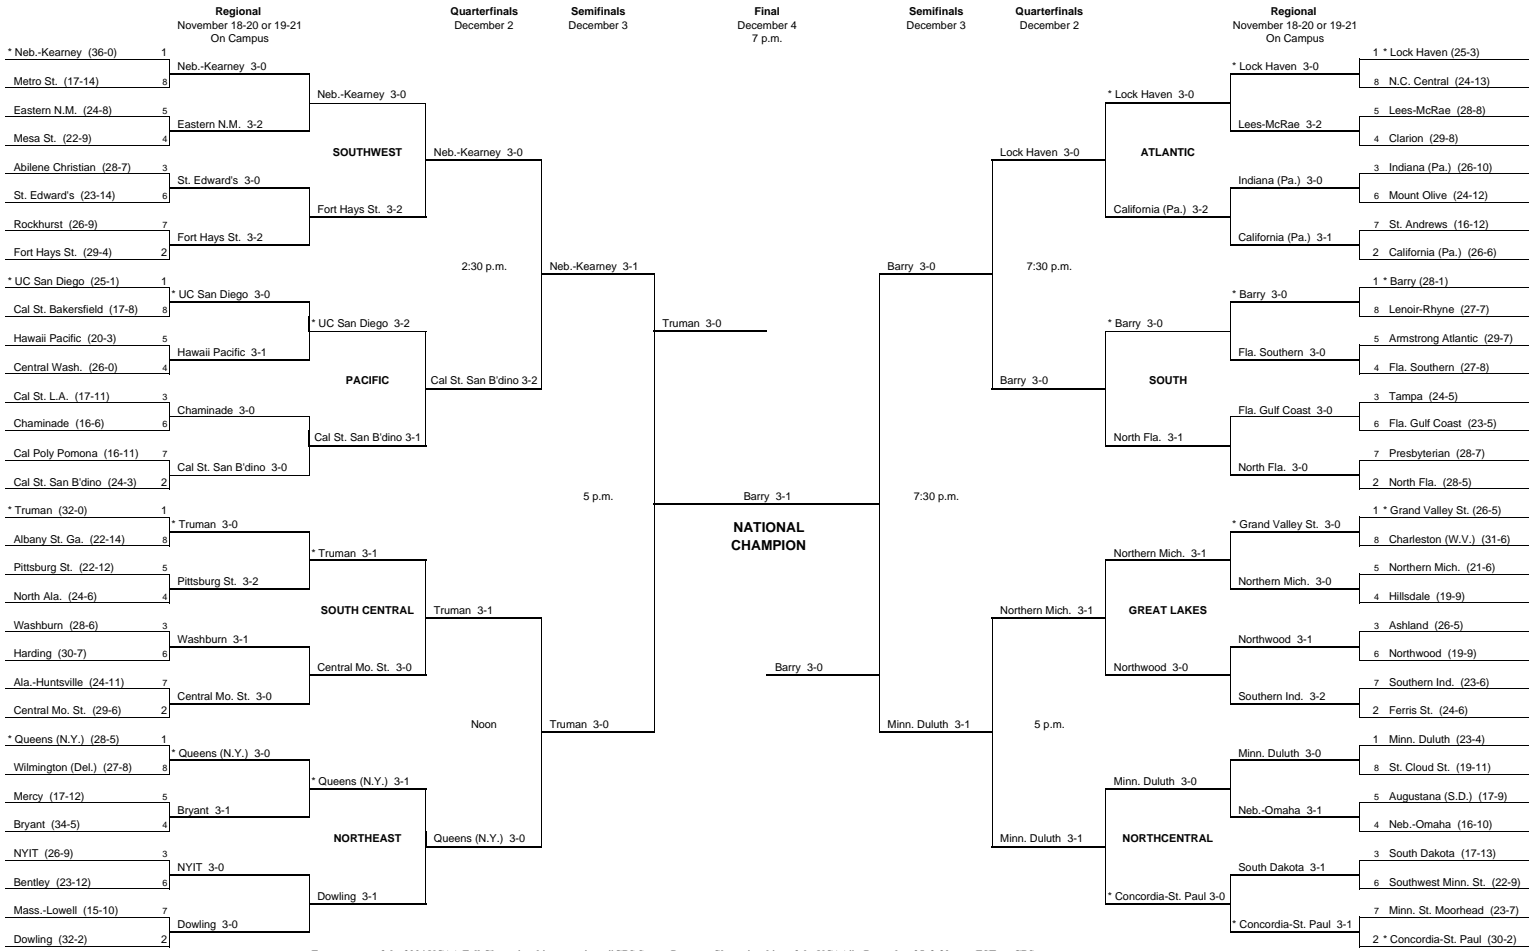 Regional
November 18-20 or 19-21
On Campus
Quarterfinals
December 2
Semifinals
December 3
Final
December 4
7 p.m.
Semifinals
December 3
Quarterfinals
December 2
Regional
November 18-20 or 19-21
On Campus
* Neb.-Kearney (36-0) 1
Metro St. (17-14) 8
Eastern N.M. (24-8) 5
Mesa St. (22-9) 4
Abilene Christian (28-7) 3
St. Edward's (23-14) 6
Rockhurst (26-9) 7
Fort Hays St. (29-4) 2
* UC San Diego (25-1) 1
Cal St. Bakersfield (17-8) 8
Hawaii Pacific (20-3) 5
Central Wash. (26-0) 4
Cal St. L.A. (17-11) 3
Chaminade (16-6) 6
Cal Poly Pomona (16-11) 7
Cal St. San B'dino (24-3) 2
* Truman (32-0) 1
Albany St. Ga. (22-14) 8
Pittsburg St. (22-12) 5
North Ala. (24-6) 4
Washburn (28-6) 3
Harding (30-7) 6
Ala.-Huntsville (24-11) 7
Central Mo. St. (29-6) 2
* Queens (N.Y.) (28-5) 1
Wilmington (Del.) (27-8) 8
Mercy (17-12) 5
Bryant (34-5) 4
NYIT (26-9) 3
Bentley (23-12) 6
Mass.-Lowell (15-10) 7
Dowling (32-2) 2
Neb.-Kearney 3-0
Eastern N.M. 3-2
St. Edward's 3-0
Fort Hays St. 3-2
* UC San Diego 3-0
Hawaii Pacific 3-1
Chaminade 3-0
Cal St. San B'dino 3-0
* Truman 3-0
Pittsburg St. 3-2
Washburn 3-1
Central Mo. St. 3-0
* Queens (N.Y.) 3-0
Bryant 3-1
NYIT 3-0
Dowling 3-0
Neb.-Kearney 3-0
SOUTHWEST
Fort Hays St. 3-2
* UC San Diego 3-2
PACIFIC
Cal St. San B'dino 3-1
* Truman 3-1
SOUTH CENTRAL
Central Mo. St. 3-0
* Queens (N.Y.) 3-1
NORTHEAST
Dowling 3-1
Neb.-Kearney 3-0
2:30 p.m.
Cal St. San B'dino 3-2
Truman 3-1
Noon
Queens (N.Y.) 3-0
Neb.-Kearney 3-1
5 p.m.
Truman 3-0
Truman 3-0
Barry 3-1
NATIONAL
CHAMPION
Barry 3-0
Barry 3-0
7:30 p.m.
Minn. Duluth 3-1
Lock Haven 3-0
7:30 p.m.
Barry 3-0
Northern Mich. 3-1
5 p.m.
Minn. Duluth 3-1
* Lock Haven 3-0
ATLANTIC
California (Pa.) 3-2
* Barry 3-0
SOUTH
North Fla. 3-1
Northern Mich. 3-1
GREAT LAKES
Northwood 3-0
Minn. Duluth 3-0
NORTHCENTRAL
* Concordia-St. Paul 3-0
* Lock Haven 3-0
Lees-McRae 3-2
Indiana (Pa.) 3-0
California (Pa.) 3-1
* Barry 3-0
Fla. Southern 3-0
Fla. Gulf Coast 3-0
North Fla. 3-0
* Grand Valley St. 3-0
Northern Mich. 3-0
Northwood 3-1
Southern Ind. 3-2
Minn. Duluth 3-0
Neb.-Omaha 3-1
South Dakota 3-1
* Concordia-St. Paul 3-1
1 * Lock Haven (25-3)
8 N.C. Central (24-13)
5 Lees-McRae (28-8)
4 Clarion (29-8)
3 Indiana (Pa.) (26-10)
6 Mount Olive (24-12)
7 St. Andrews (16-12)
2 California (Pa.) (26-6)
1 * Barry (28-1)
8 Lenoir-Rhyne (27-7)
5 Armstrong Atlantic (29-7)
4 Fla. Southern (27-8)
3 Tampa (24-5)
6 Fla. Gulf Coast (23-5)
7 Presbyterian (28-7)
2 North Fla. (28-5)
1 * Grand Valley St. (26-5)
8 Charleston (W.V.) (31-6)
5 Northern Mich. (21-6)
4 Hillsdale (19-9)
3 Ashland (26-5)
6 Northwood (19-9)
7 Southern Ind. (23-6)
2 Ferris St. (24-6)
1 Minn. Duluth (23-4)
8 St. Cloud St. (19-11)
5 Augustana (S.D.) (17-9)
4 Neb.-Omaha (16-10)
3 South Dakota (17-13)
6 Southwest Minn. St. (22-9)
7 Minn. St. Moorhead (23-7)
2 * Concordia-St. Paul (30-2)